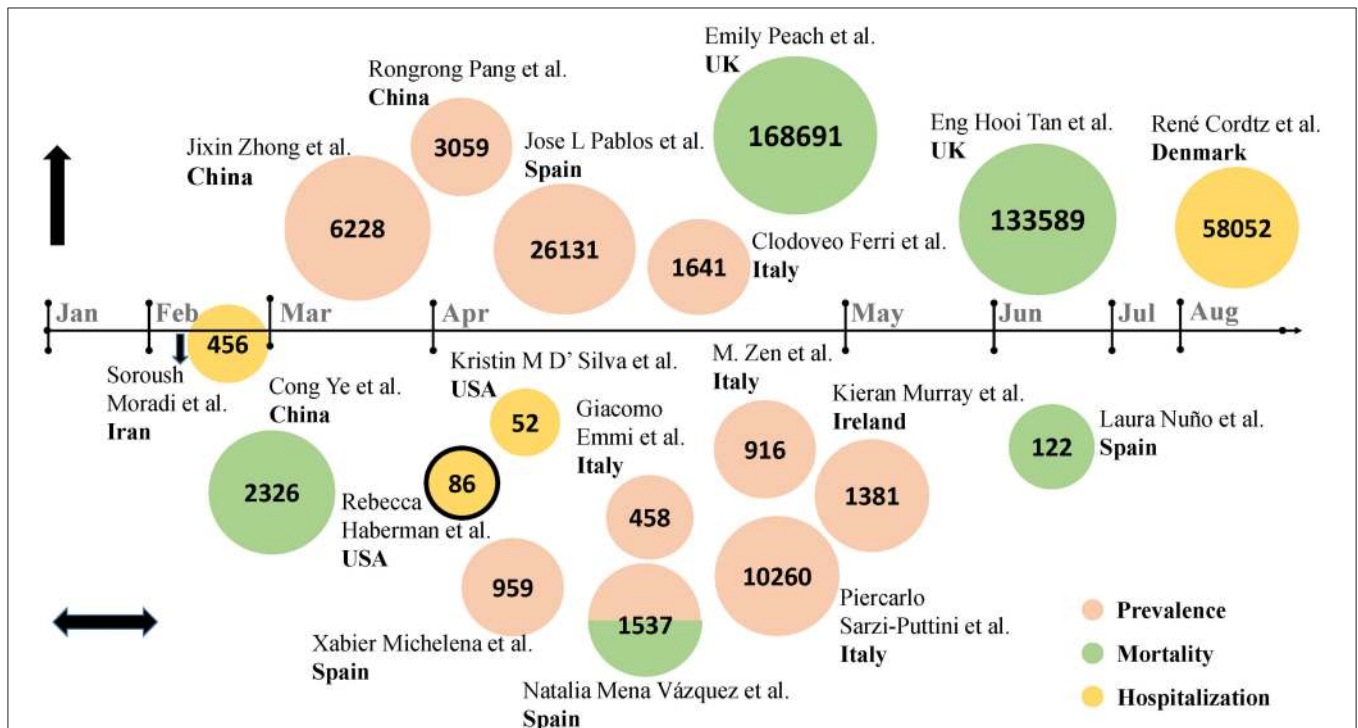 Emily Peach et al.
UK
168691
Rongrong Pang et al.
China
3059
Jixin Zhong et al.
China
6228
Jose L Pablos et al.
Spain
26131
Clodoveo Ferri et al.
Italy
1641
Eng Hooi Tan et al.
UK
133589
René Cordtz et al.
Denmark
58052
Jan
Feb
Mar
Apr
May
Jun
Jul
Aug
456
Soroush
Moradi et al.
Iran
Cong Ye et al.
China
2326
Kristin M D’ Silva et al.
USA
52
86
Rebecca
Haberman et al.
USA
959
Xabier Michelena et al.
Spain
Giacomo
Emmi et al.
Italy
458
1537
Natalia Mena Vázquez et al.
Spain
M. Zen et al.
Italy
916
Kieran Murray et al.
Ireland
1381
10260
Piercarlo
Sarzi-Puttini et al.
Italy
122
Laura Nuño et al.
Spain
Prevalence
Mortality
Hospitalization